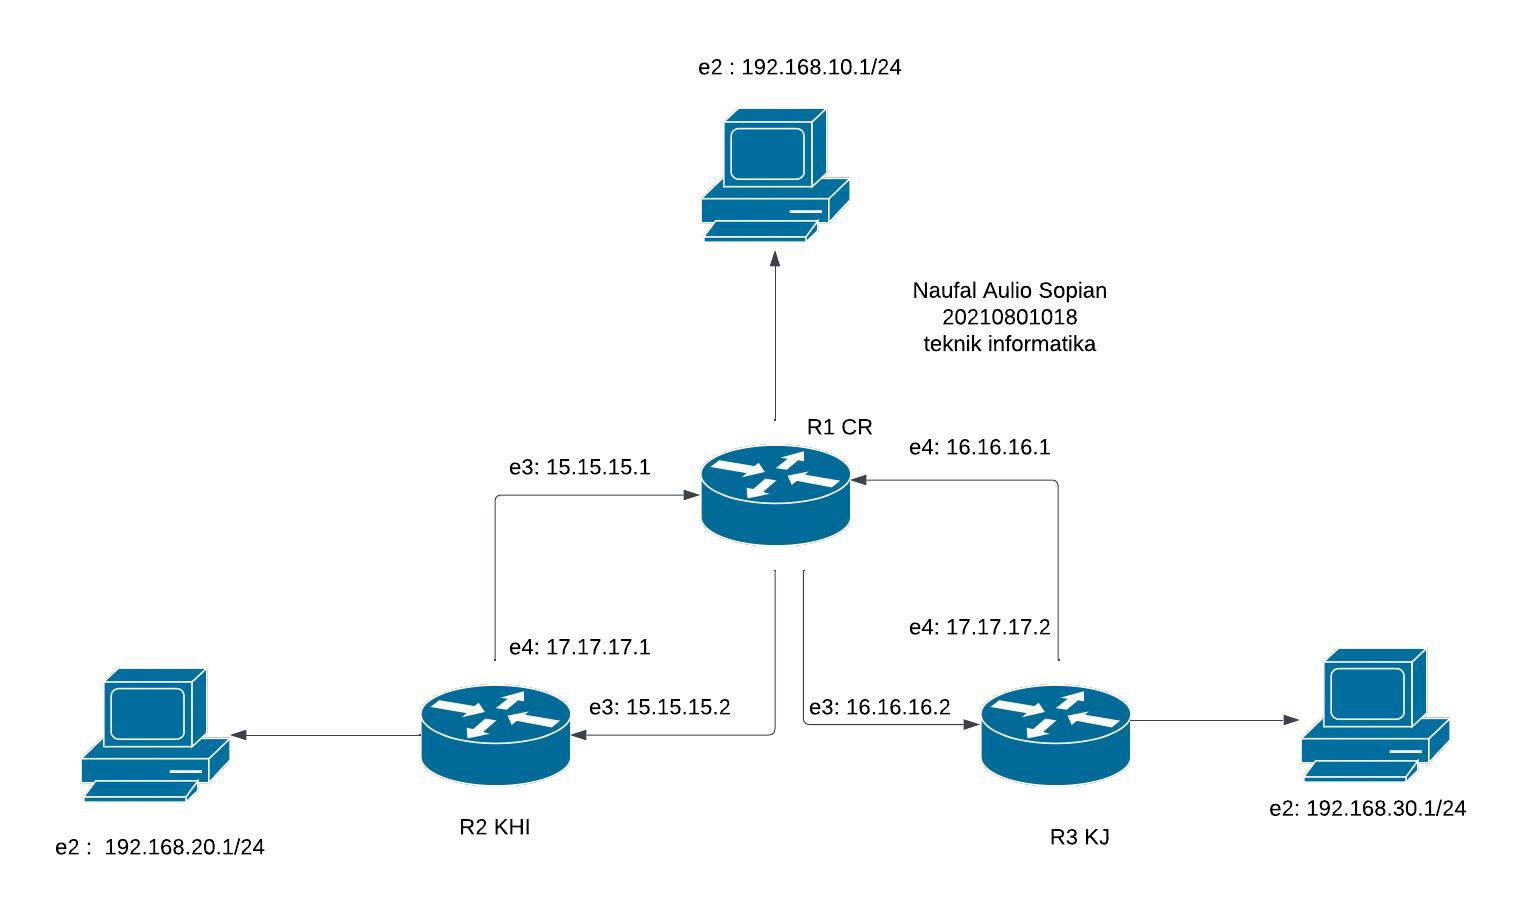 e2 : 192.168.10.1/24
Naufal Aulio Sopian
20210801018
teknik informatika
R1 CR
e3: 15.15.15.1
e4: 16.16.16.1
e4: 17.17.17.1
e4: 17.17.17.2
e3: 15.15.15.2
e3: 16.16.16.2
e2 :  192.168.20.1/24
R2 KHI
R3 KJ
e2: 192.168.30.1/24